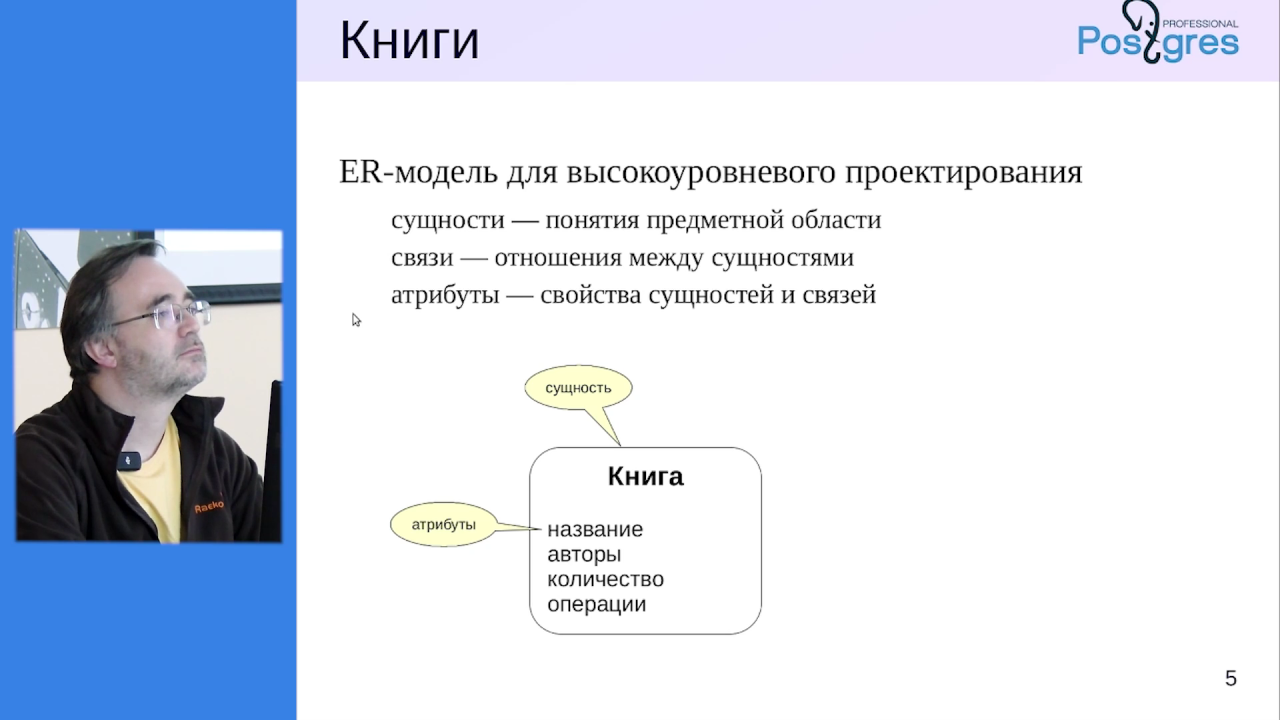 Книги
PROFESSIONAL
Postgres
ER-модель для высокоуровневого проектирования
сущности — понятия предметной области
связи — отношения между сущностями
атрибуты — свойства сущностей и связей
сущность
Книга
атрибуты
название
авторы
количество
операции
Raeko
5